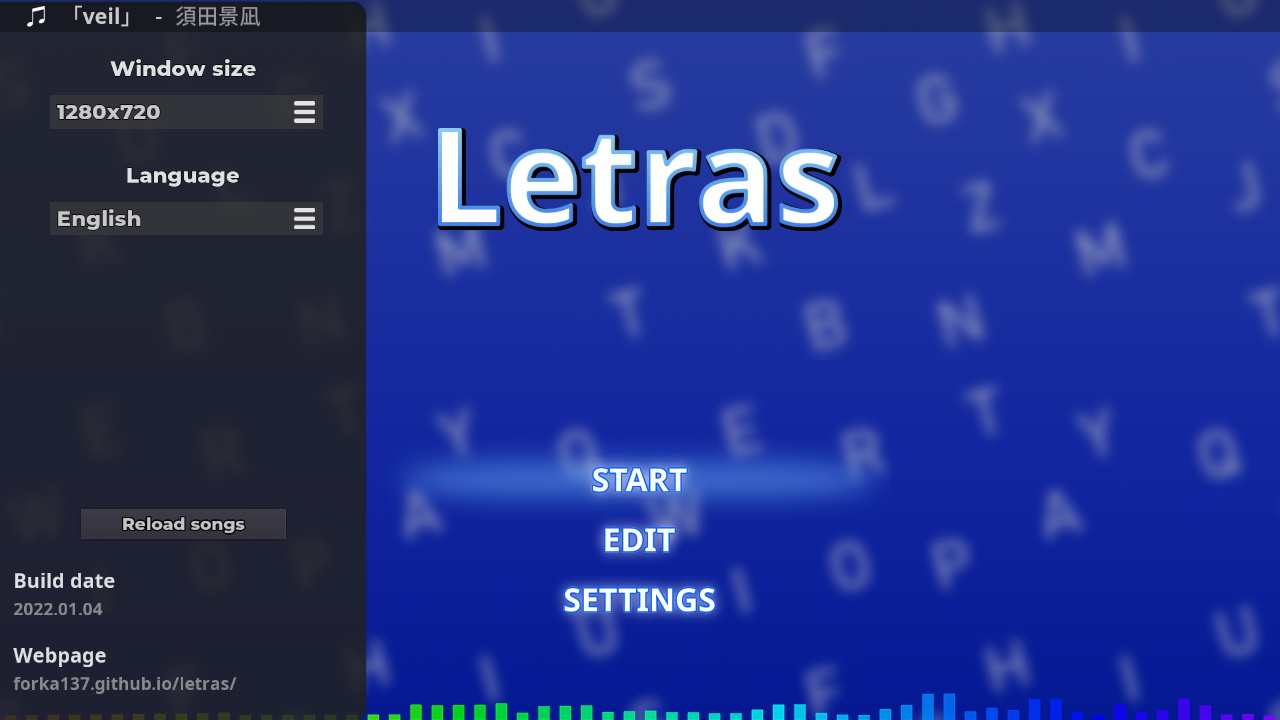 「veil」 - 須田景凪
Window size
1280x720
Language
English
Reload songs
Build date
2022.01.04
Webpage
forka137.github.io/letras/
Letras
START
EDIT
SETTINGS